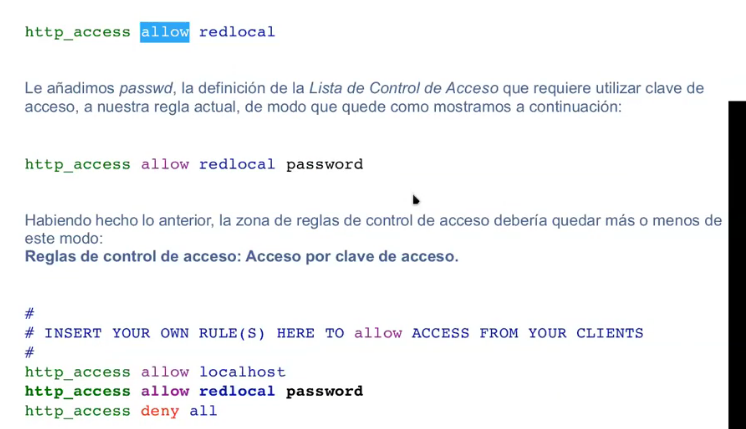 http_access allow redlocal
Le añadimos passwd, la definición de la Lista de Control de Acceso que requiere utilizar clave de
acceso, a nuestra regla actual, de modo que quede como mostramos a continuación:
http_access allow redlocal password
Habiendo hecho lo anterior, la zona de reglas de control de acceso debería quedar más o menos de
este modo:
Reglas de control de acceso: Acceso por clave de acceso.
#
# INSERT YOUR OWN RULE(S) HERE TO allow ACCESS FROM YOUR CLIENTS
#
http_access allow localhost
http_access allow redlocal password
http_access deny all